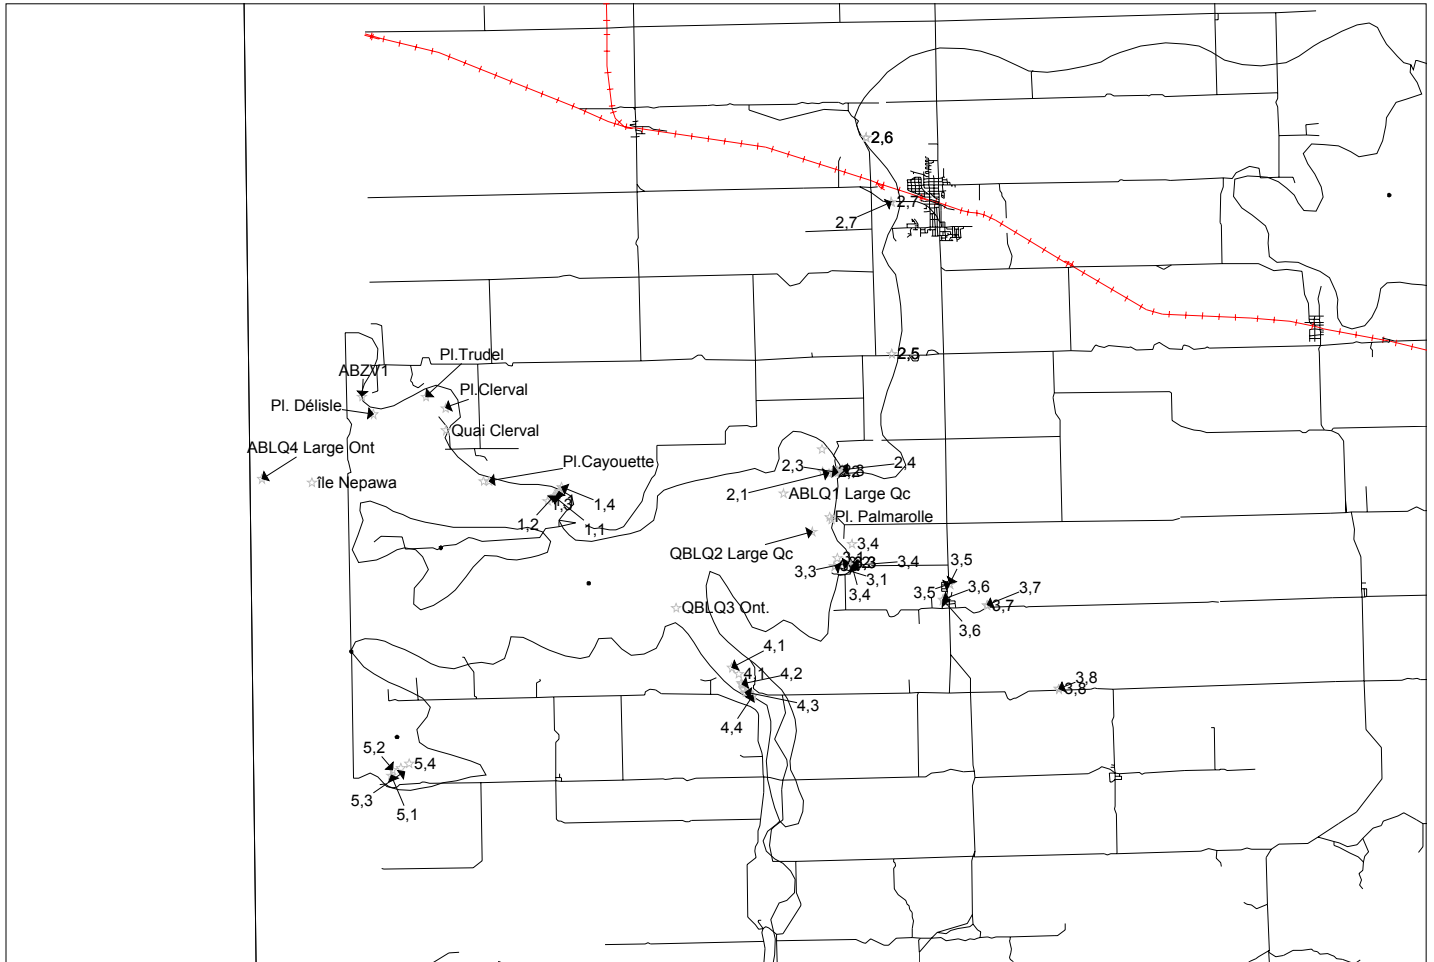 2,6
2,7
2,7
2,5
Pl.Trudel
ABZV1
Pl.Clerval
Pl. Délisle
Quai Clerval
ABLQ4 Large Ont
île Nepawa
Pl.Cayouette
1,3
1,4
1,2
1,1
2,3
2,4
2,1
ABLQ1 Large Qc
Pl. Palmarolle
QBLQ2 Large Qc
3,4
3,1
3,3
3,4
3,1
3,4
3,5
3,5
3,6
3,7
3,7
3,6
QBLQ3 Ont.
4,1
4,1
4,2
4,3
4,4
3,8
3,8
5,2
5,4
5,3
5,1